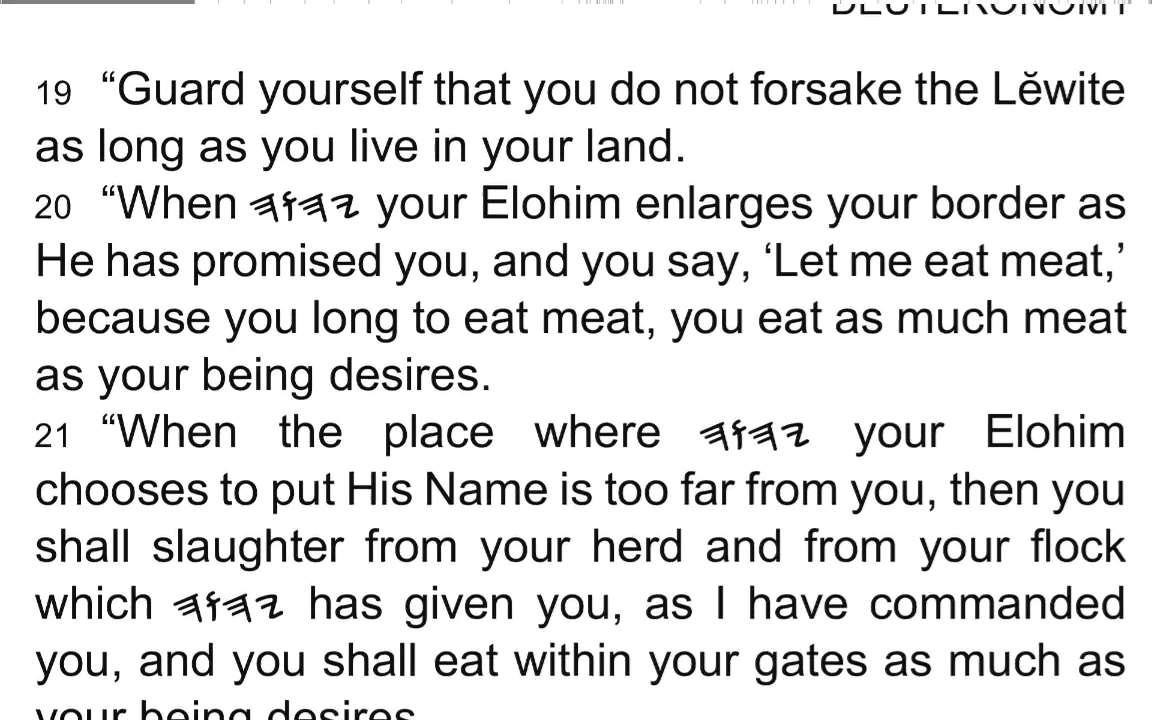 DEUTERONOMY
19 “Guard yourself that you do not forsake the Lĕwite
as long as you live in your land.
20 “When 𐤉𐤄𐤅𐤄 your Elohim enlarges your border as
He has promised you, and you say, ‘Let me eat meat,’
because you long to eat meat, you eat as much meat
as your being desires.
21 “When the place where 𐤉𐤄𐤅𐤄 your Elohim
chooses to put His Name is too far from you, then you
shall slaughter from your herd and from your flock
which 𐤉𐤄𐤅𐤄 has given you, as I have commanded
you, and you shall eat within your gates as much as
your being desires.